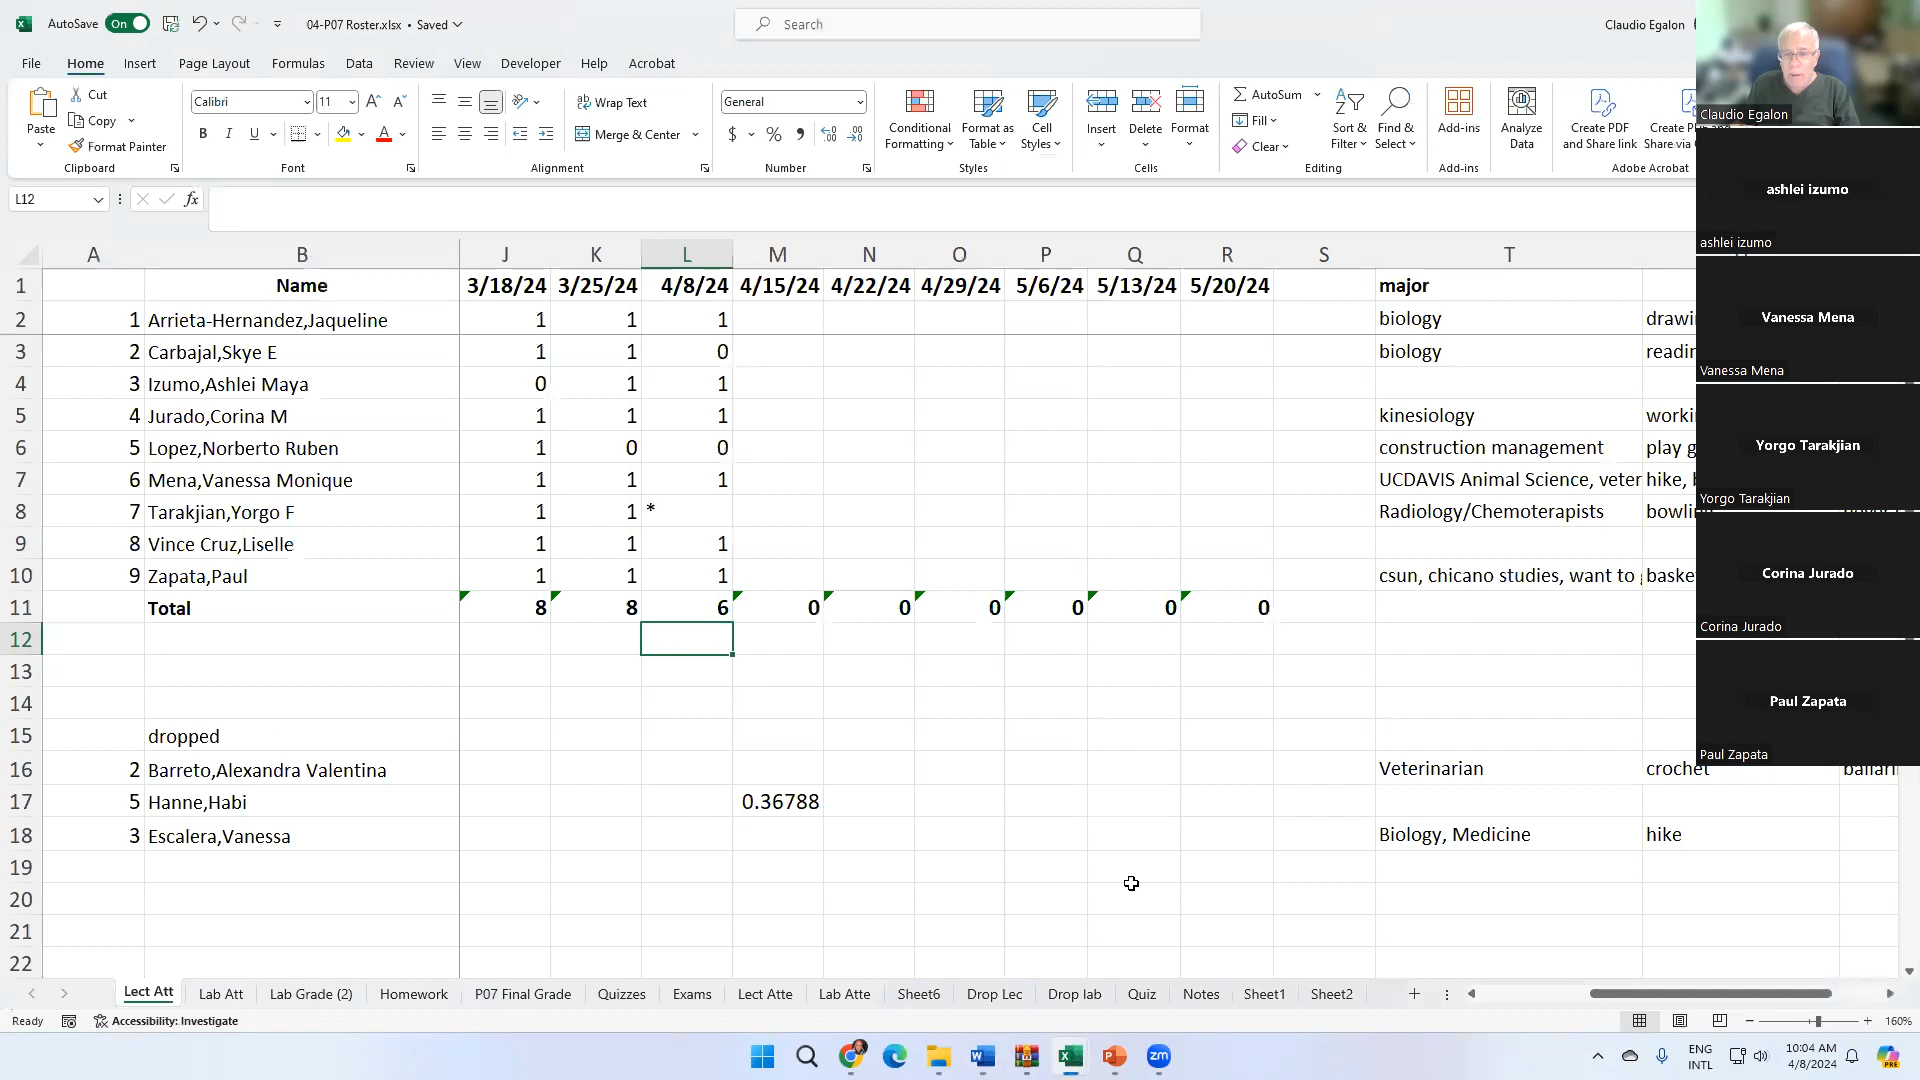 AutoSave On 04-P07 Roster.xlsx • Saved Search Claudio Egalon
File Home Insert Page Layout Formulas Data Review View Developer Help Acrobat
Cut
Copy
Format Painter
Paste
Clipboard
Calibri 11
B I U
Font
Wrap Text
Merge & Center
Alignment
General
$ % ,
Number
Conditional Formatting
Format as Table
Cell Styles
Styles
Insert Delete Format
Cells
AutoSum
Fill
Clear
Sort & Filter
Find & Select
Editing
Add-ins
Add-ins
Analyze Data
Create PDF and Share link
Create PDF and
Share via
Adobe Acrobat
L12 fx
A B J K L M N O P Q R S T
1 Name 3/18/24 3/25/24 4/8/24 4/15/24 4/22/24 4/29/24 5/6/24 5/13/24 5/20/24 major
2 1 Arrieta-Hernandez,Jaqueline 1 1 1 biology
3 2 Carbajal,Skye E 1 1 0 biology
4 3 Izumo,Ashlei Maya 0 1 1
5 4 Jurado,Corina M 1 1 1 kinesiology
6 5 Lopez,Norberto Ruben 1 0 0 construction management play g
7 6 Mena,Vanessa Monique 1 1 1 UCDAVIS Animal Science, veter hike,
8 7 Tarakjian,Yorgo F 1 1 * Radiology/Chemoterapists
9 8 Vince Cruz,Liselle 1 1 1
10 9 Zapata,Paul 1 1 1 csun, chicano studies, want to baske
11 Total 8 8 6 0 0 0 0 0 0
12
13
14
15 dropped
16 2 Barreto,Alexandra Valentina Veterinarian crochet
17 5 Hanne,Habi 0.36788
18 3 Escalera,Vanessa Biology, Medicine hike
19
20
21
22
Claudio Egalon
ashlei izumo
ashlei izumo
Vanessa Mena
Vanessa Mena
Yorgo Tarakjian
Yorgo Tarakjian
Corina Jurado
Corina Jurado
Paul Zapata
Paul Zapata
Lect Att Lab Att Lab Grade (2) Homework P07 Final Grade Quizzes Exams Lect Atte Lab Atte Sheet6 Drop Lec Drop lab Quiz Notes Sheet1 Sheet2
Ready Accessibility: Investigate 160%
zm
ENG
INTL
10:04 AM
4/8/2024
PRE